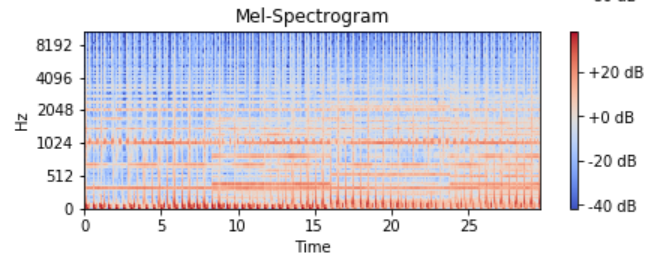 Mel-Spectrogram
8192
4096
2048
1024
512
0
Hz
0 5 10 15 20 25
Time
+20 dB
+0 dB
-20 dB
-40 dB